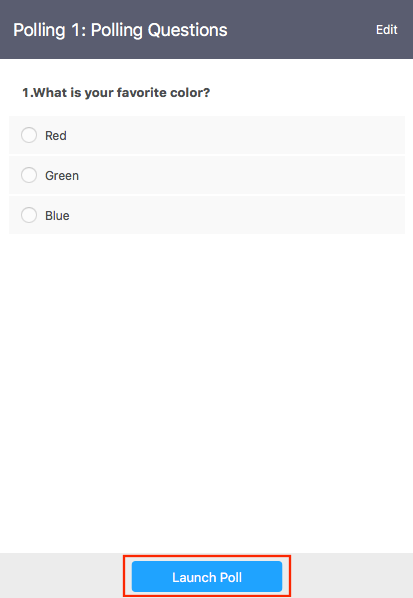 Polling 1: Polling Questions Edit
1.What is your favorite color?
Red
Green
Blue
Launch Poll